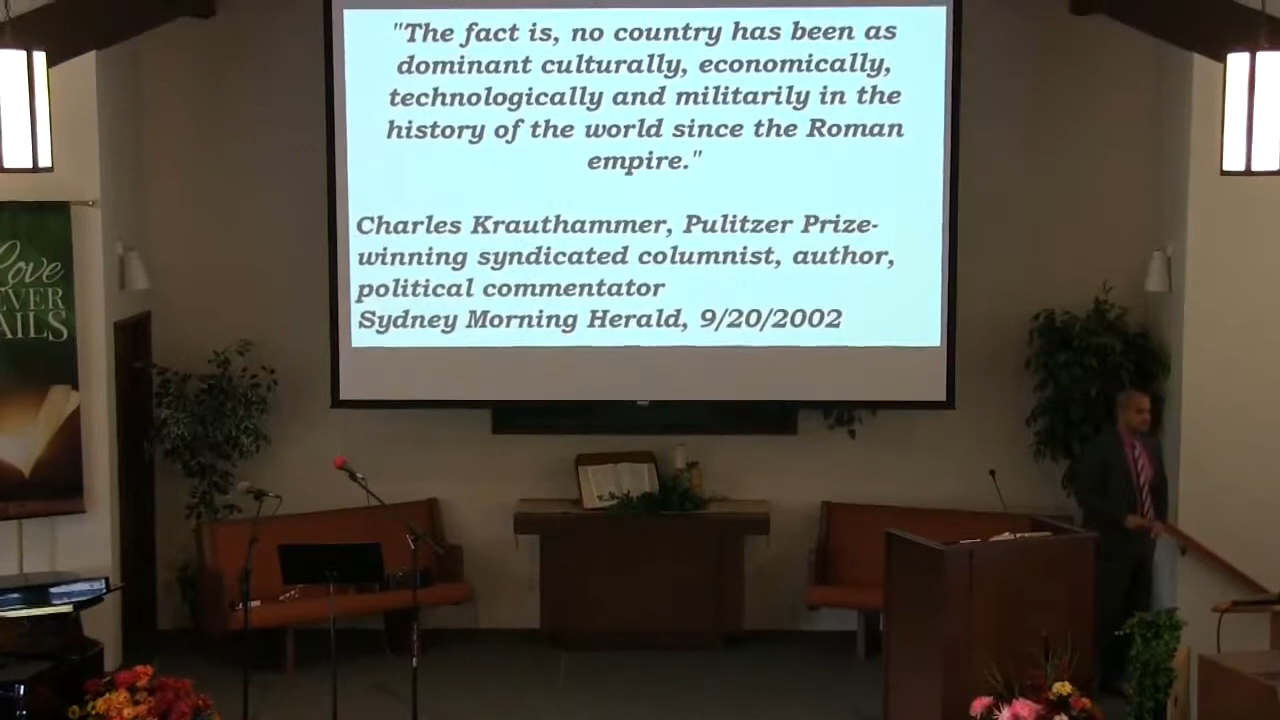 "The fact is, no country has been as
dominant culturally, economically,
technologically and militarily in the
history of the world since the Roman
empire."
Charles Krauthammer, Pulitzer Prize-
winning syndicated columnist, author,
political commentator
Sydney Morning Herald, 9/20/2002
Love
EVER
AILS